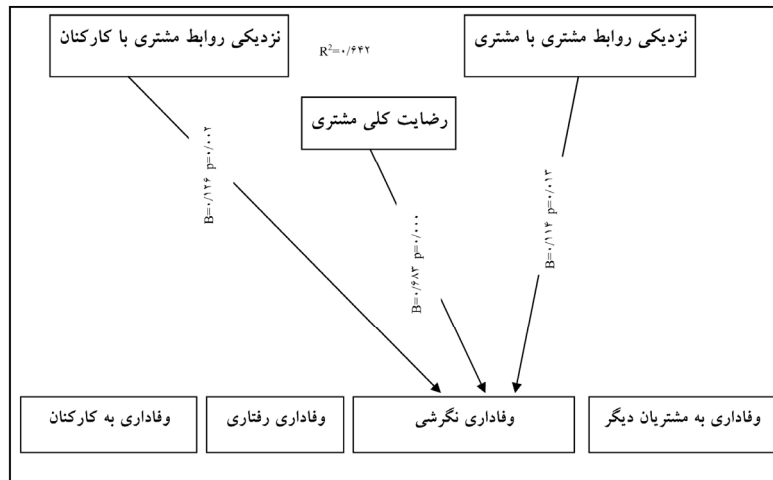 نزدیکی روابط مشتری با مشتری
R²=۰/۶۴۲
نزدیکی روابط مشتری با کارکنان
رضایت کلی مشتری
B=۰/۱۱۴ p=۰/۰۱۳
B=۰/۶۸۳ p=۰/۰۰۰
B=۰/۱۲۶ p=۰/۰۰۲
وفاداری به مشتریان دیگر
وفاداری نگرشی
وفاداری رفتاری
وفاداری به کارکنان